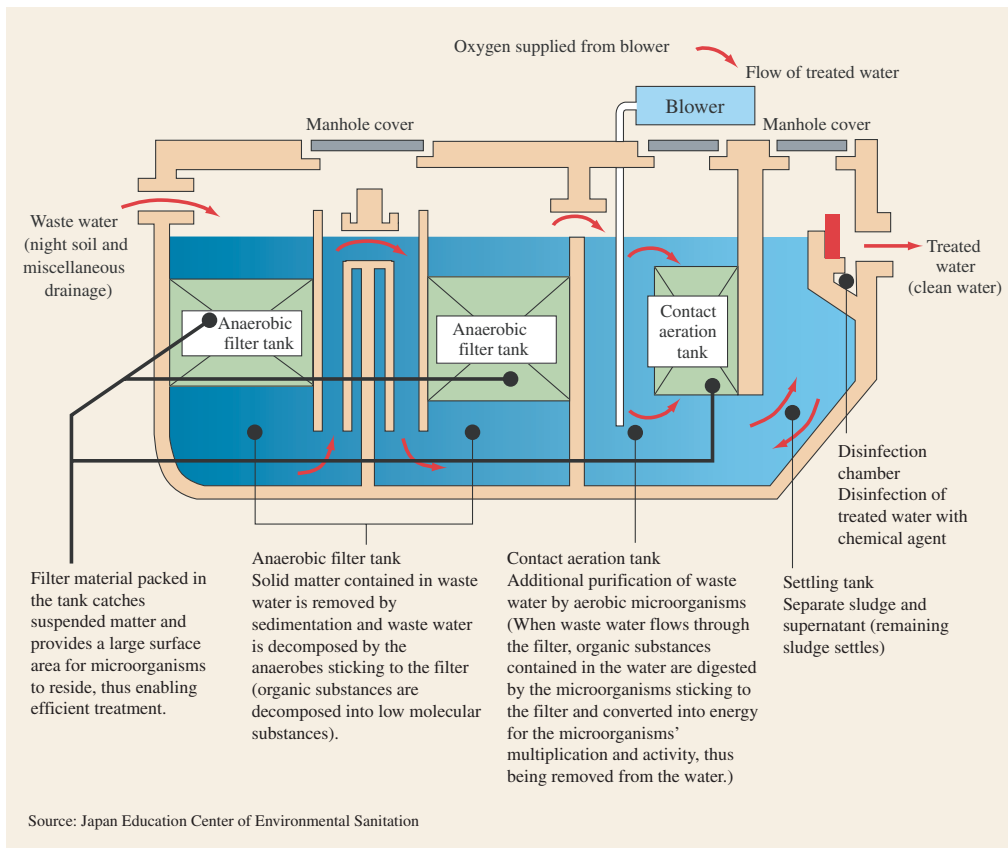 Oxygen supplied from blower
Flow of treated water
Blower
Manhole cover
Manhole cover
Waste water
(night soil and
miscellaneous
drainage)
Treated
water
(clean water)
Anaerobic
filter tank
Anaerobic
filter tank
Contact
aeration
tank
Disinfection
chamber
Disinfection of
treated water with
chemical agent
Filter material packed in
the tank catches
suspended matter and
provides a large surface
area for microorganisms
to reside, thus enabling
efficient treatment.
Anaerobic filter tank
Solid matter contained in waste
water is removed by
sedimentation and waste water
is decomposed by the
anaerobes sticking to the filter
(organic substances are
decomposed into low molecular
substances).
Contact aeration tank
Additional purification of waste
water by aerobic microorganisms
(When waste water flows through
the filter, organic substances
contained in the water are digested
by the microorganisms sticking to
the filter and converted into energy
for the microorganisms’
multiplication and activity, thus
being removed from the water.)
Settling tank
Separate sludge and
supernatant (remaining
sludge settles)
Source: Japan Education Center of Environmental Sanitation